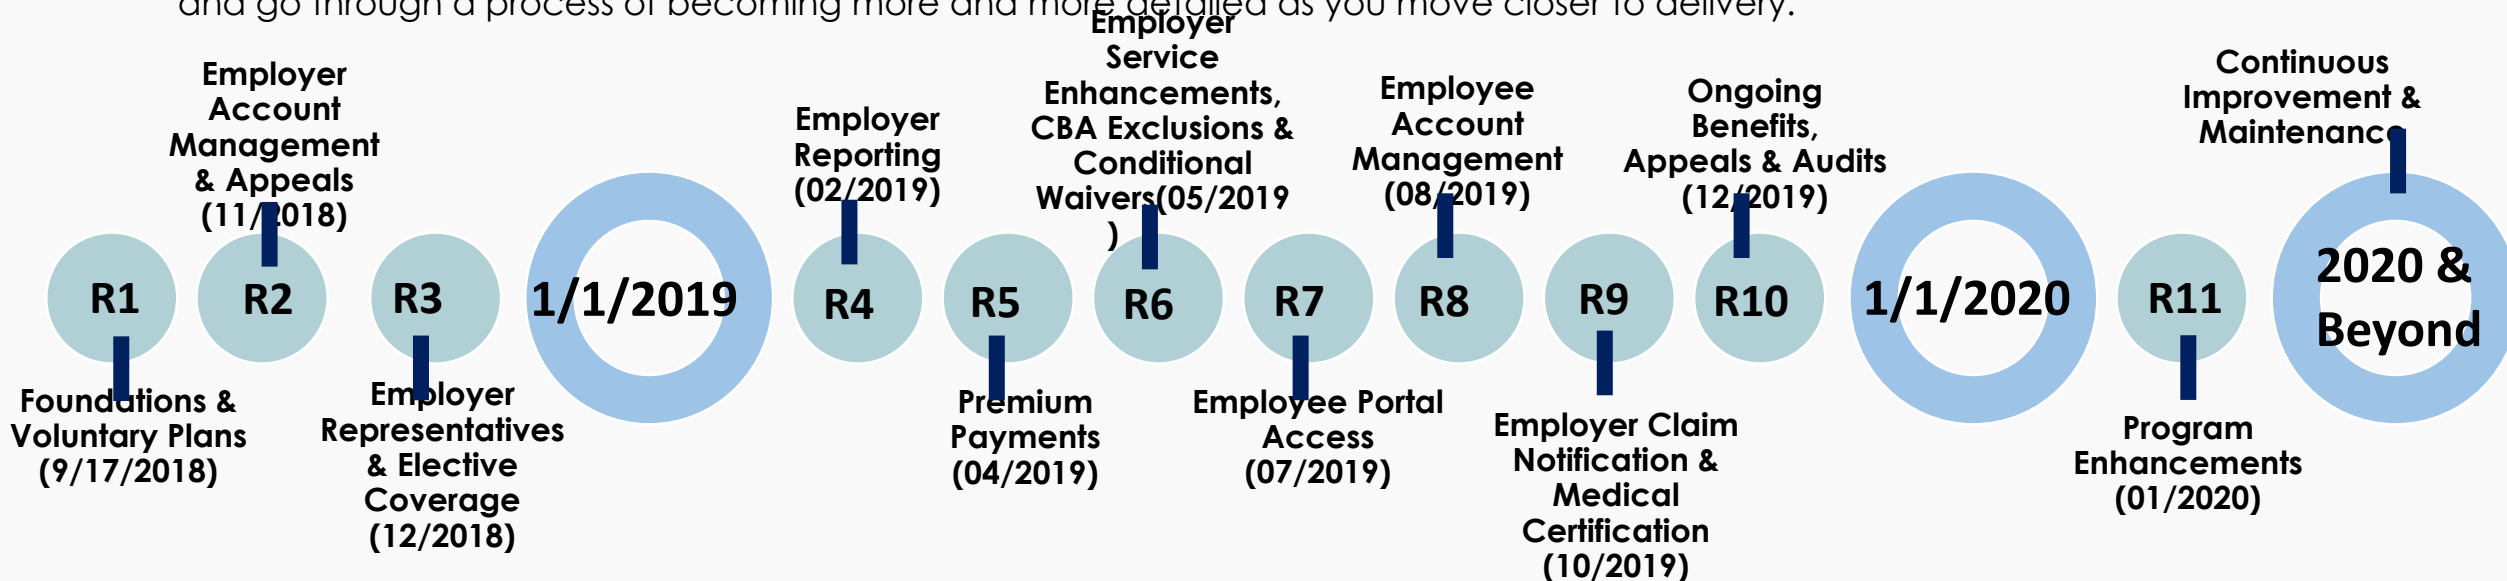 and go through a process of becoming more and more detailed as you move closer to delivery.
Employer
Account
Management
& Appeals
(11/2018)
Employer
Reporting
(02/2019)
Employer
Service
Enhancements,
CBA Exclusions &
Conditional
Waivers(05/2019
)
Employee
Account
Management
(08/2019)
Ongoing
Benefits,
Appeals & Audits
(12/2019)
Continuous
Improvement &
Maintenance
R1
R2
R3
1/1/2019
R4
R5
R6
R7
R8
R9
R10
1/1/2020
R11
2020 &
Beyond
Foundations &
Voluntary Plans
(9/17/2018)
Employer
Representatives
& Elective
Coverage
(12/2018)
Premium
Payments
(04/2019)
Employee Portal
Access
(07/2019)
Employer Claim
Notification &
Medical
Certification
(10/2019)
Program
Enhancements
(01/2020)